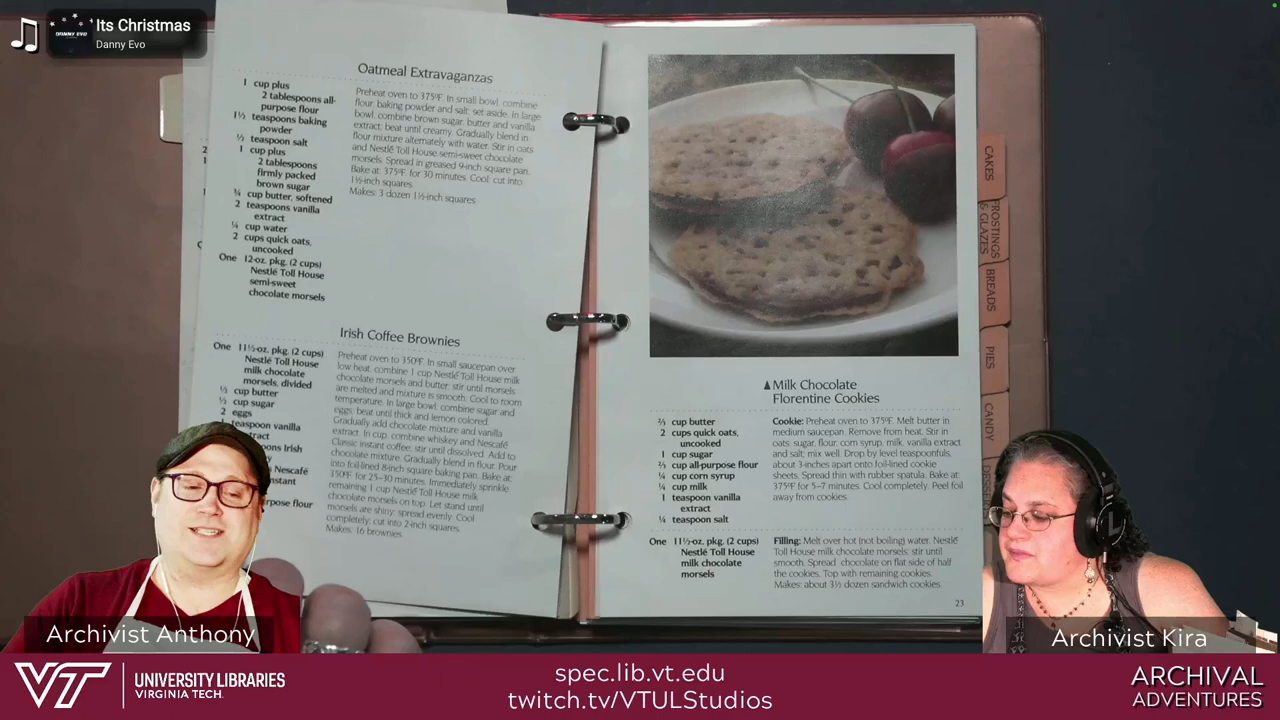 Its Christmas
Danny Evo
DANNY EVO
Oatmeal Extravaganzas
1 cup plus
2 tablespoons all-
purpose flour
1½ teaspoons baking
powder
½ teaspoon salt
1 cup plus
2 tablespoons
firmly packed
brown sugar
¾ cup butter, softened
2 teaspoons vanilla
extract
¼ cup water
2 cups quick oats,
uncooked
One 12-oz. pkg. (2 cups)
Nestlé Toll House
semi-sweet
chocolate morsels
Preheat oven to 375°F. In small bowl, combine
flour, baking powder and salt; set aside. In large
bowl, combine brown sugar, butter and vanilla
extract; beat until creamy. Gradually blend in
flour mixture alternately with water. Stir in oats
and Nestlé Toll House semi-sweet chocolate
morsels. Spread in greased 9-inch square pan.
Bake at: 375°F. for 30 minutes. Cool; cut into
1½-inch squares.
Makes: 3 dozen 1½-inch squares.
Irish Coffee Brownies
One 11½-oz. pkg. (2 cups)
Nestlé Toll House
milk chocolate
morsels, divided
½ cup butter
½ cup sugar
2 eggs
teaspoon vanilla
Irish
Nescafé
flour
Preheat oven to 350°F. In small saucepan over
low heat, combine 1 cup Nestlé Toll House milk
chocolate morsels and butter; stir until morsels
are melted and mixture is smooth. Cool to room
temperature. In large bowl, combine sugar and
eggs; beat until thick and lemon colored.
Gradually add chocolate mixture and vanilla
extract. In cup, combine whiskey and Nescafé
Classic instant coffee; stir until dissolved. Add to
chocolate mixture. Gradually blend in flour. Pour
into foil-lined 8-inch square baking pan. Bake at:
350°F. for 25-30 minutes. Immediately sprinkle
remaining 1 cup Nestlé Toll House milk
chocolate morsels on top. Let stand until
morsels are shiny; spread evenly. Cool
completely; cut into 2-inch squares.
Makes: 16 brownies.
▲Milk Chocolate
Florentine Cookies
⅔ cup butter
2 cups quick oats,
uncooked
1 cup sugar
⅔ cup all-purpose flour
¼ cup corn syrup
¼ cup milk
1 teaspoon vanilla
extract
¼ teaspoon salt
Cookie: Preheat oven to 375°F. Melt butter in
medium saucepan. Remove from heat. Stir in
oats, sugar, flour, corn syrup, milk, vanilla extract
and salt; mix well. Drop by level teaspoonfuls,
about 3-inches apart onto foil-lined cookie
sheets. Spread thin with rubber spatula. Bake at:
375°F. for 5-7 minutes. Cool completely. Peel foil
away from cookies.
One 11½-oz. pkg. (2 cups)
Nestlé Toll House
milk chocolate
morsels
Filling: Melt over hot (not boiling) water, Nestlé
Toll House milk chocolate morsels; stir until
smooth. Spread chocolate on flat side of half
the cookies. Top with remaining cookies.
Makes: about 3½ dozen sandwich cookies.
23
CAKES
FROSTINGS
& GLAZES
BREADS
PIES
CANDY
Archivist Anthony
Archivist Kira
VT
UNIVERSITY LIBRARIES
VIRGINIA TECH.
spec.lib.vt.edu
twitch.tv/VTULStudios
ARCHIVAL
ADVENTURES